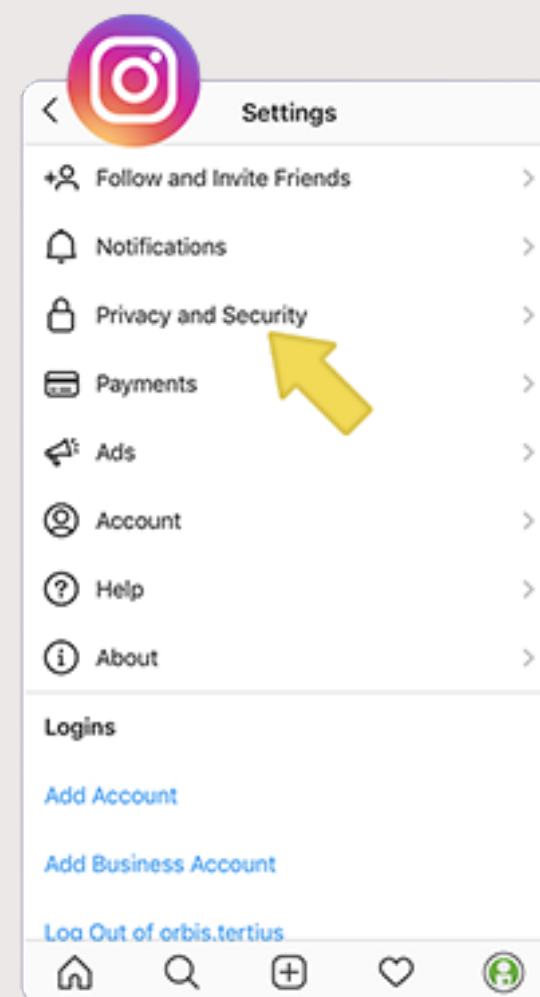 Settings
Follow and Invite Friends
Notifications
Privacy and Security
Payments
Ads
Account
Help
About
Logins
Add Account
Add Business Account
Log Out of orbis.tertius